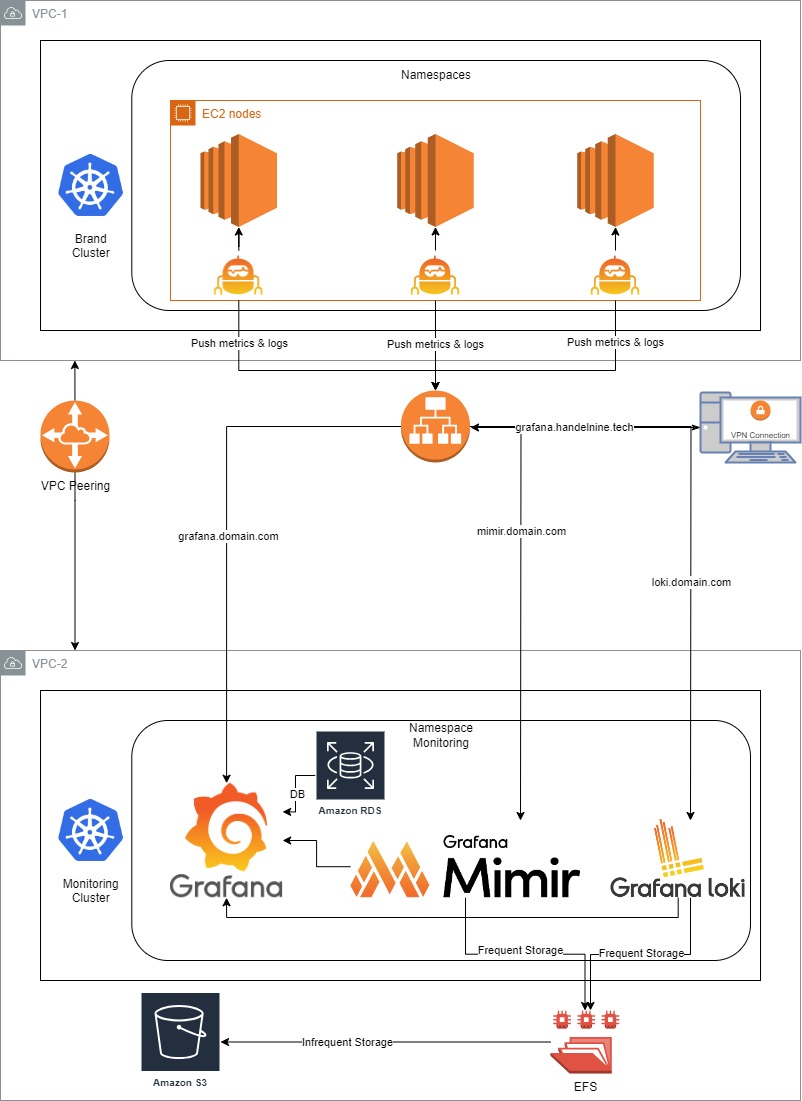 VPC-1
Namespaces
EC2 nodes
Brand
Cluster
Push metrics & logs
Push metrics & logs
Push metrics & logs
grafana.handelnine.tech
VPN Connection
VPC Peering
grafana.domain.com
mimir.domain.com
loki.domain.com
VPC-2
Namespace
Monitoring
DB
Amazon RDS
Grafana
Grafana
Mimir
Grafana loki
Monitoring
Cluster
Frequent Storage
Frequent Storage
Infrequent Storage
Amazon S3
EFS